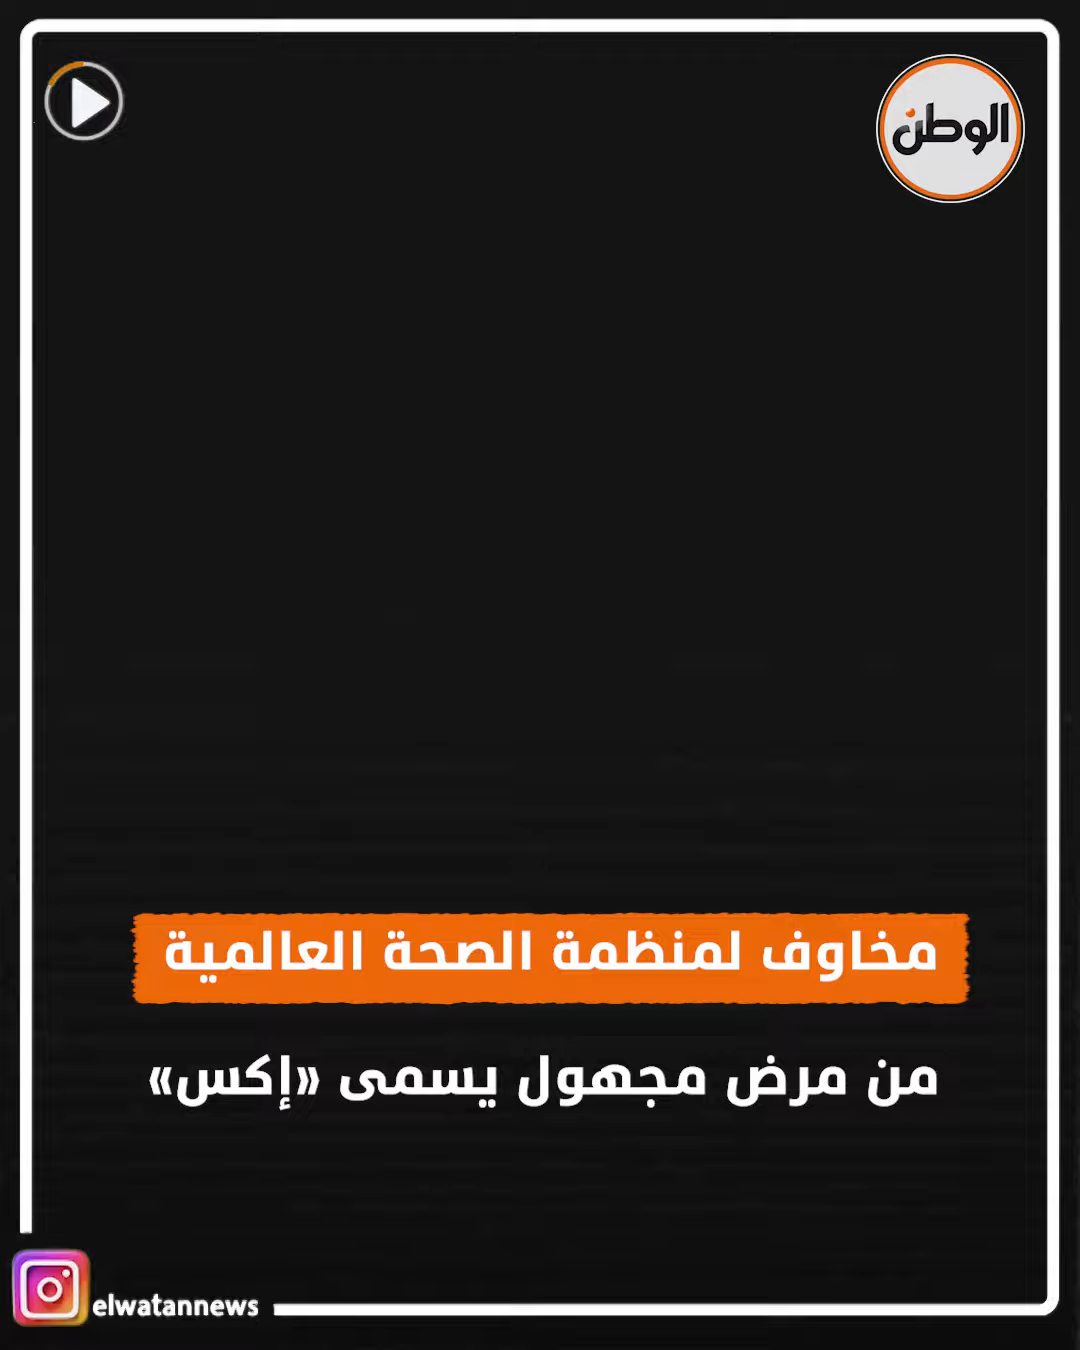 الوطن
مخاوف لمنظمة الصحة العالمية
من مرض مجهول يسمى «إكس»
elwatannews